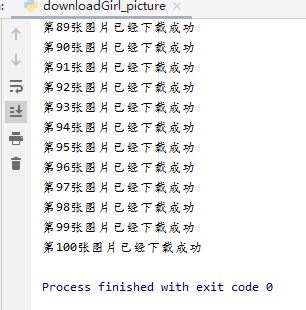 downloadGirl_picture
第89张图片已经下载成功
第90张图片已经下载成功
第91张图片已经下载成功
第92张图片已经下载成功
第93张图片已经下载成功
第94张图片已经下载成功
第95张图片已经下载成功
第96张图片已经下载成功
第97张图片已经下载成功
第98张图片已经下载成功
第99张图片已经下载成功
第100张图片已经下载成功
Process finished with exit code 0